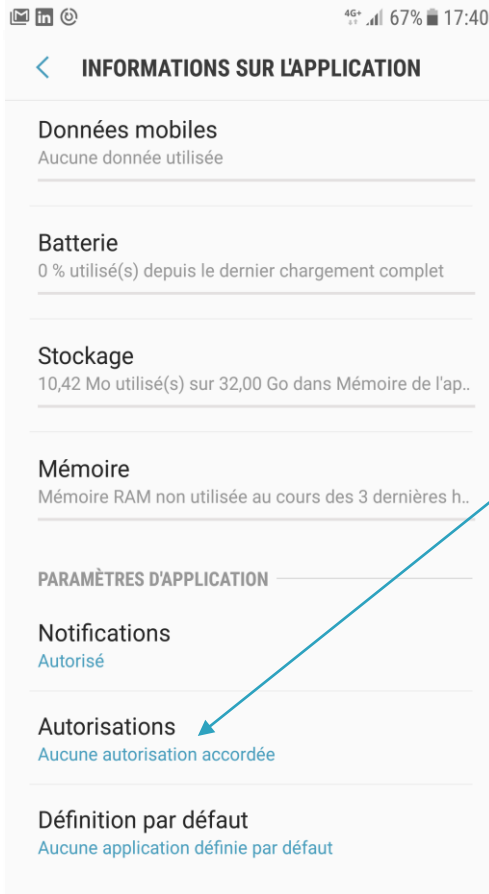 4G+ 67% 17:40
INFORMATIONS SUR L'APPLICATION
Données mobiles
Aucune donnée utilisée
Batterie
0 % utilisé(s) depuis le dernier chargement complet
Stockage
10,42 Mo utilisé(s) sur 32,00 Go dans Mémoire de l'ap..
Mémoire
Mémoire RAM non utilisée au cours des 3 dernières h..
PARAMÈTRES D'APPLICATION
Notifications
Autorisé
Autorisations
Aucune autorisation accordée
Définition par défaut
Aucune application définie par défaut